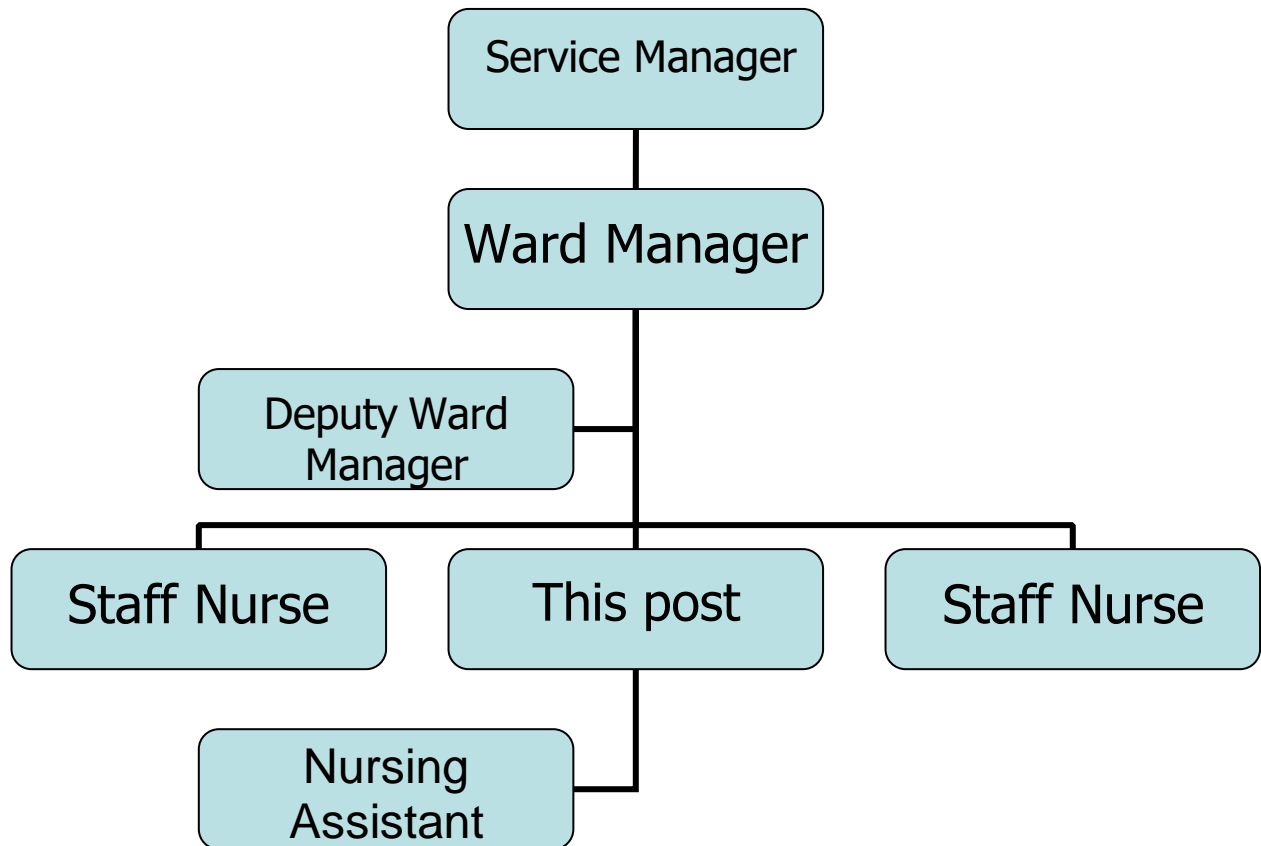 Service Manager
Ward Manager
Deputy Ward
Manager
Staff Nurse
This post
Staff Nurse
Nursing
Assistant